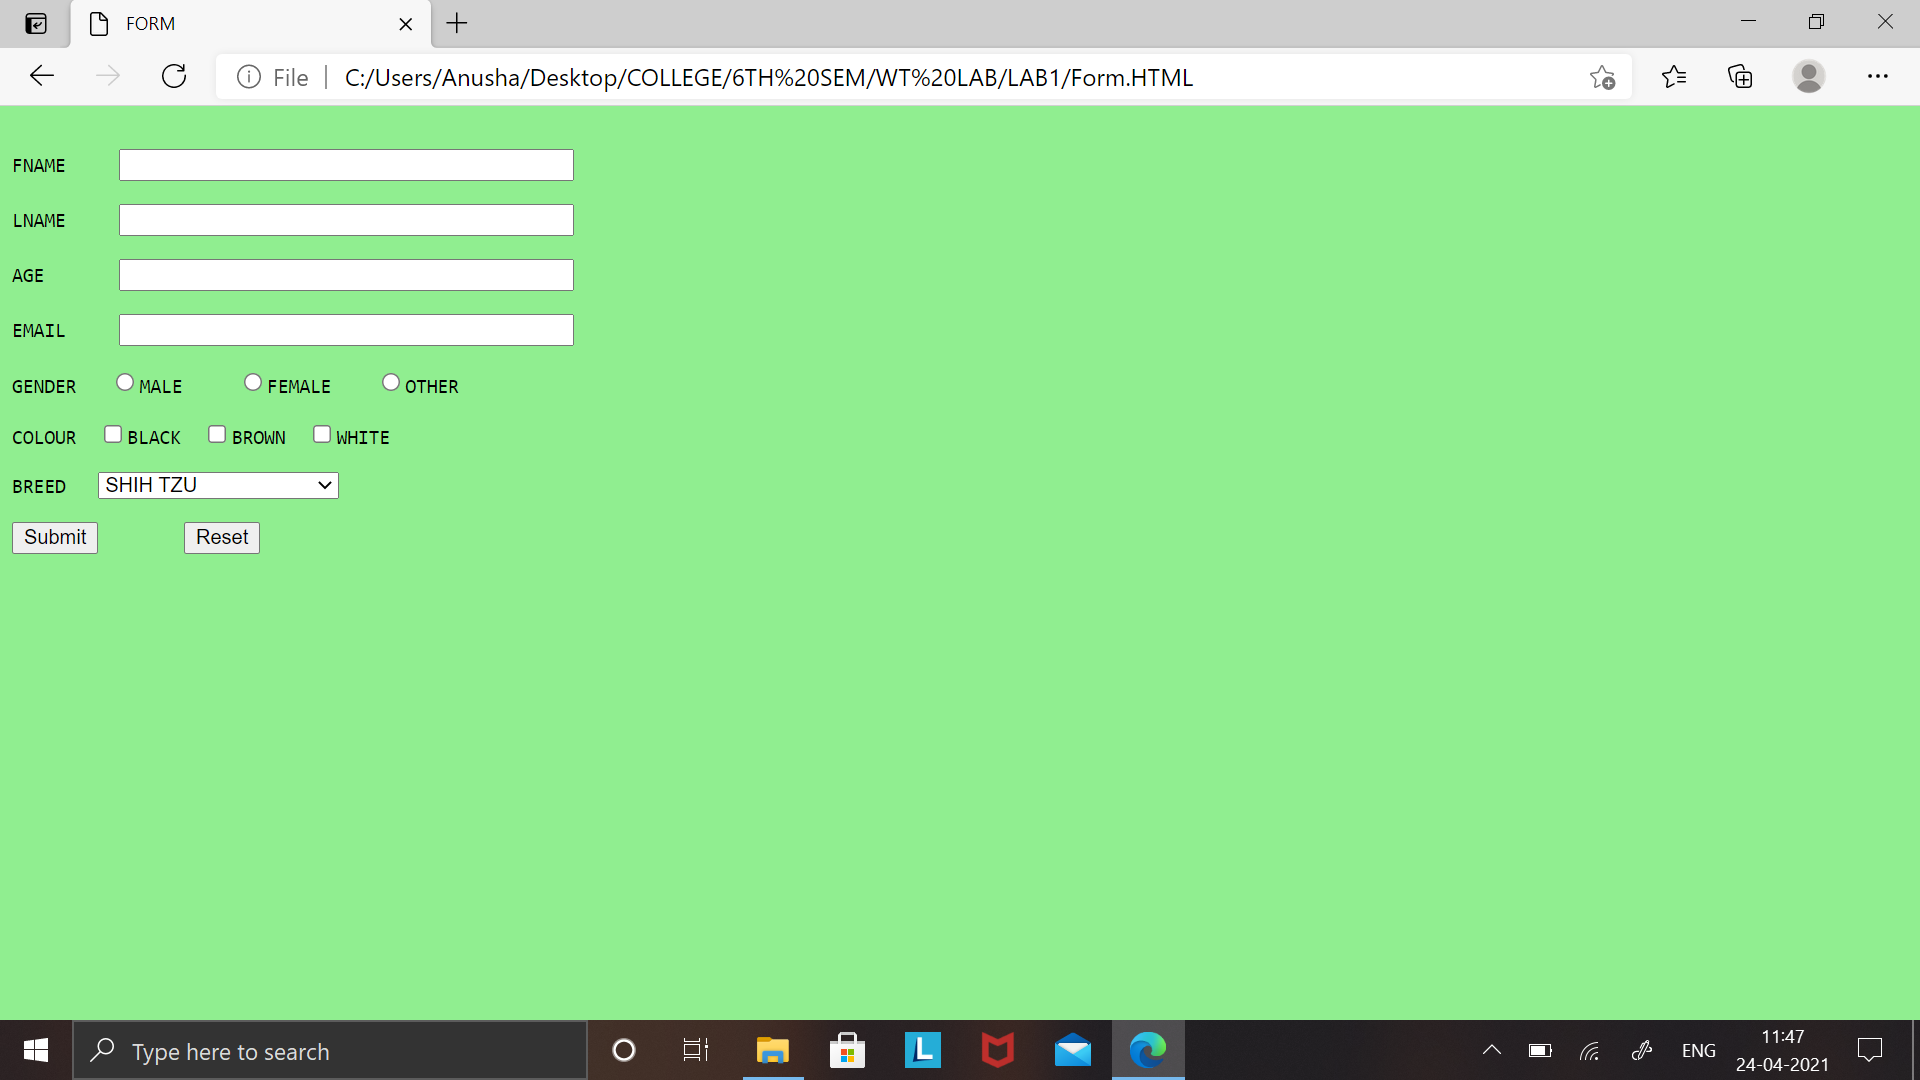 FORM
File
C:/Users/Anusha/Desktop/COLLEGE/6TH%20SEM/WT%20LAB/LAB1/Form.HTML
FNAME
LNAME
AGE
EMAIL
GENDER MALE FEMALE OTHER
COLOUR BLACK BROWN WHITE
BREED SHIH TZU
Submit Reset
Type here to search
L
ENG
11:47
24-04-2021